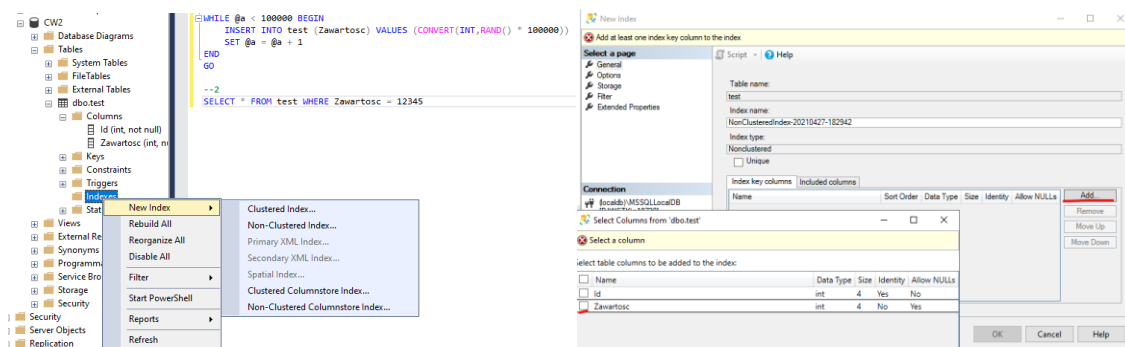 CW2
Database Diagrams
Tables
System Tables
FileTables
External Tables
dbo.test
Columns
Id (int, not null)
Zawartosc (int, n
Keys
Constraints
Triggers
Indexes
Stat
Views
External Re
Synonyms
Programma
Service Bro
Storage
Security
Security
Server Objects
Replication
New Index
Rebuild All
Reorganize All
Disable All
Filter
Start PowerShell
Reports
Refresh
Clustered Index...
Non-Clustered Index...
Primary XML Index...
Secondary XML Index...
Spatial Index...
Clustered Columnstore Index...
Non-Clustered Columnstore Index...
WHILE @a < 100000 BEGIN
INSERT INTO test (Zawartosc) VALUES (CONVERT(INT,RAND() * 100000))
SET @a = @a + 1
END
GO
--2
SELECT * FROM test WHERE Zawartosc = 12345
New Index
Add at least one index key column to the index
Select a page
General
Options
Storage
Filter
Extended Properties
Script Help
Table name:
test
Index name:
NonClusteredIndex-20210427-182942
Index type:
Nonclustered
Unique
Index key columns Included columns
Name Sort Order Data Type Size Identity Allow NULLs
Add...
Remove
Move Up
Move Down
Connection
(localdb)\MSSQLLocalDB
Select Columns from 'dbo.test'
Select a column
Select table columns to be added to the index:
Name Data Type Size Identity Allow NULLs
Id int 4 Yes No
Zawartosc int 4 No Yes
OK Cancel Help